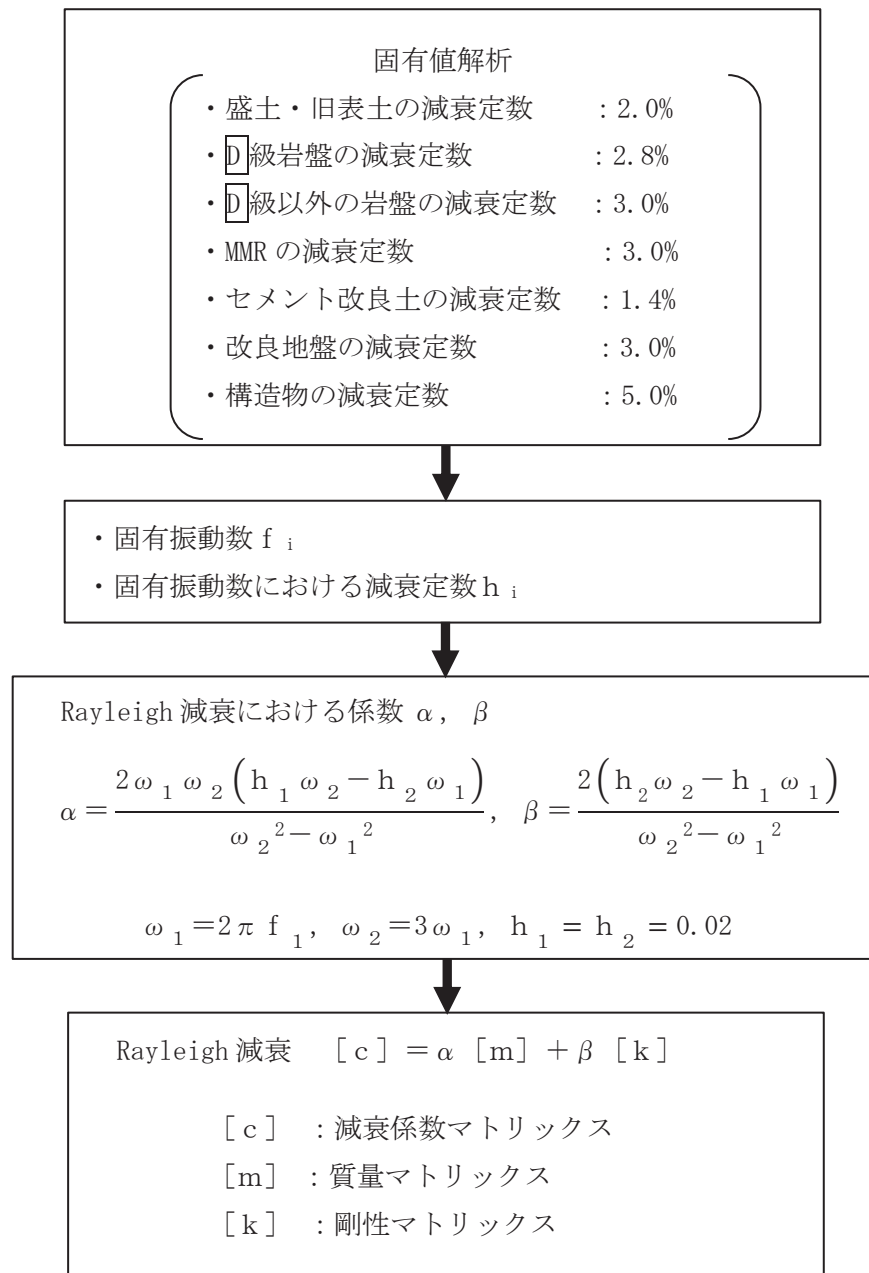 固有値解析
・盛土・旧表土の減衰定数 :2.0%
・D級岩盤の減衰定数 :2.8%
・D級以外の岩盤の減衰定数 :3.0%
・MMRの減衰定数 :3.0%
・セメント改良土の減衰定数 :1.4%
・改良地盤の減衰定数 :3.0%
・構造物の減衰定数 :5.0%
・固有振動数ｆi
・固有振動数における減衰定数ｈi
Rayleigh減衰における係数 α, β
α＝2ω1ω2(h1ω2－h2ω1)/ω2²－ω1², β＝2(h2ω2－h1ω1)/ω2²－ω1²
ω1＝2πf1, ω2＝3ω1, h1＝h2＝0.02
Rayleigh減衰 ［ｃ］＝α［ｍ］＋β［ｋ］
［ｃ］ :減衰係数マトリックス
［ｍ］ :質量マトリックス
［ｋ］ :剛性マトリックス